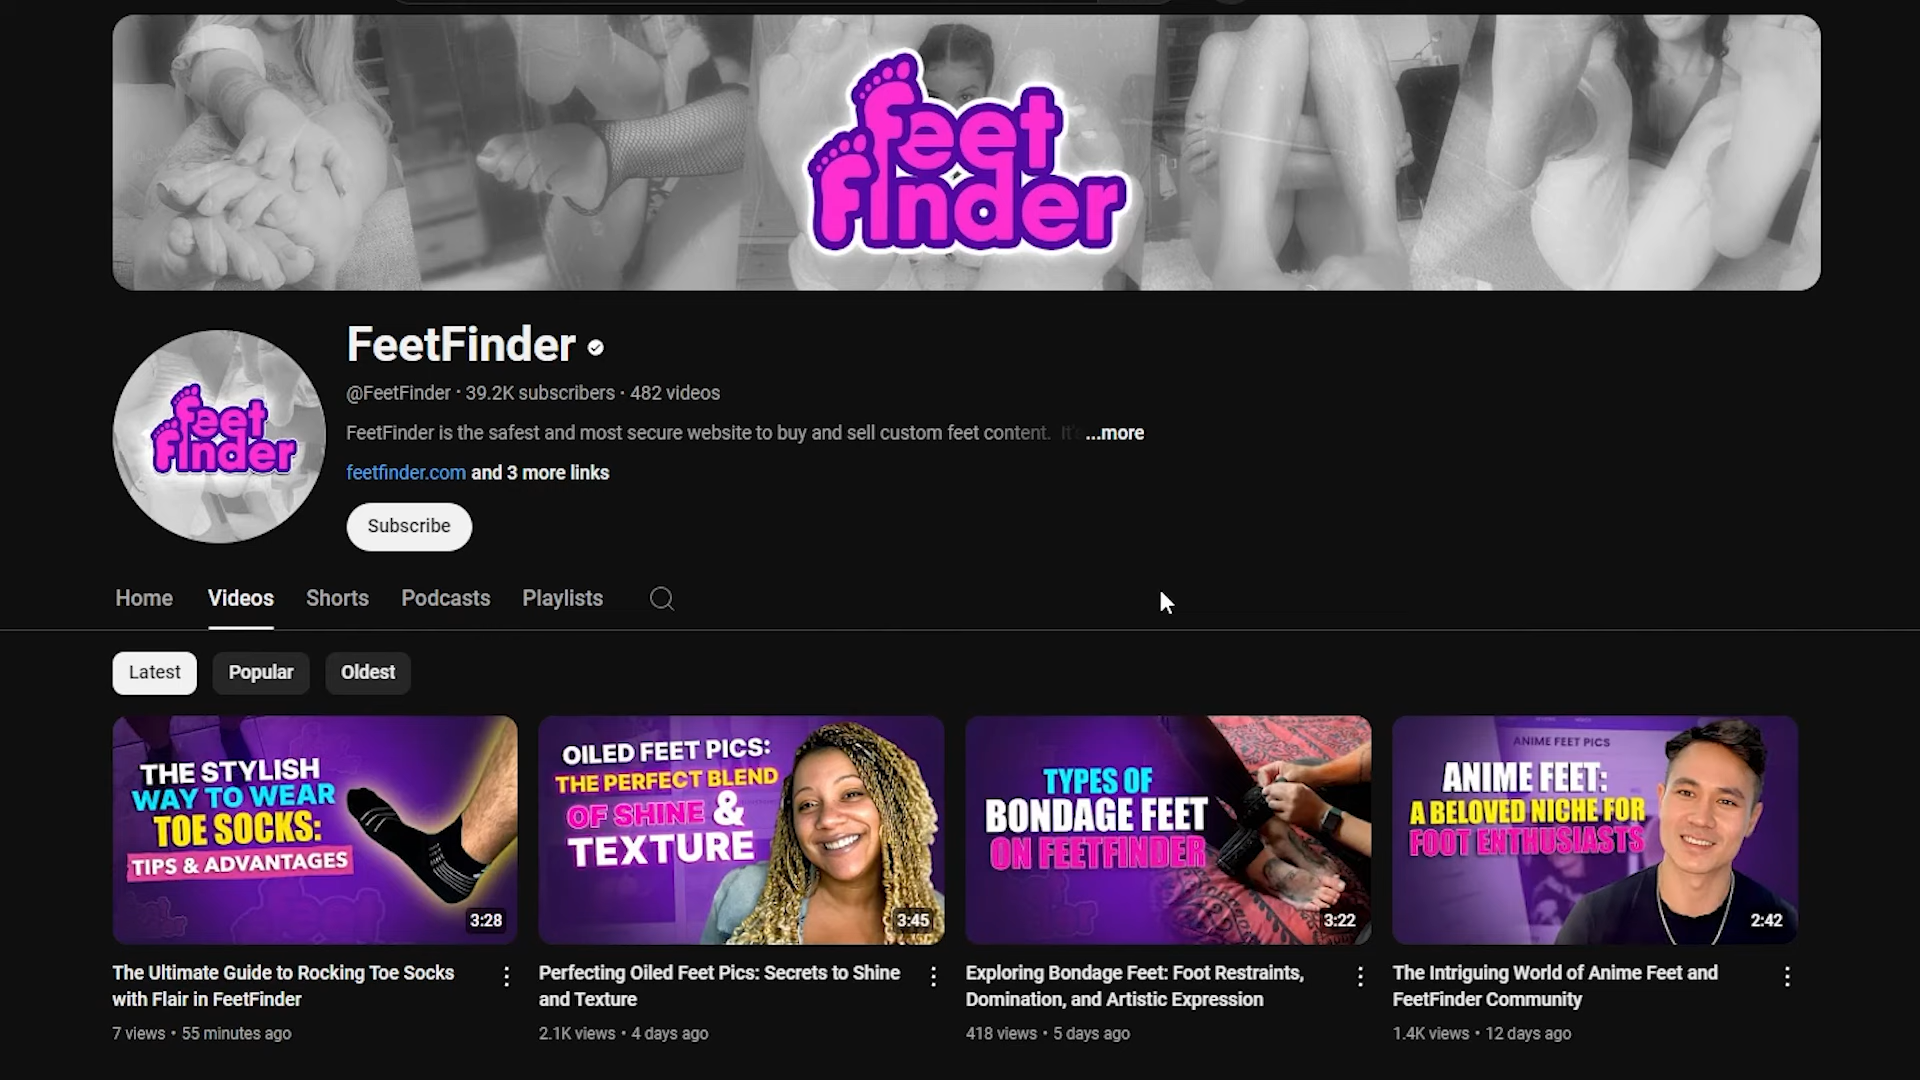 feet
finder
FeetFinder
@FeetFinder · 39.2K subscribers · 482 videos
FeetFinder is the safest and most secure website to buy and sell custom feet content. It's ...more
feetfinder.com and 3 more links
feet
finder
Subscribe
Home Videos Shorts Podcasts Playlists
Latest Popular Oldest
THE STYLISH
WAY TO WEAR
TOE SOCKS:
TIPS & ADVANTAGES
3:28
OILED FEET PICS:
THE PERFECT BLEND
OF SHINE &
TEXTURE
3:45
TYPES OF
BONDAGE FEET
ON FEETFINDER
3:22
ANIME FEET PICS
ANIME FEET:
A BELOVED NICHE FOR
FOOT ENTHUSIASTS
2:42
The Ultimate Guide to Rocking Toe Socks
with Flair in FeetFinder
7 views · 55 minutes ago
Perfecting Oiled Feet Pics: Secrets to Shine
and Texture
2.1K views · 4 days ago
Exploring Bondage Feet: Foot Restraints,
Domination, and Artistic Expression
418 views · 5 days ago
The Intriguing World of Anime Feet and
FeetFinder Community
1.4K views · 12 days ago